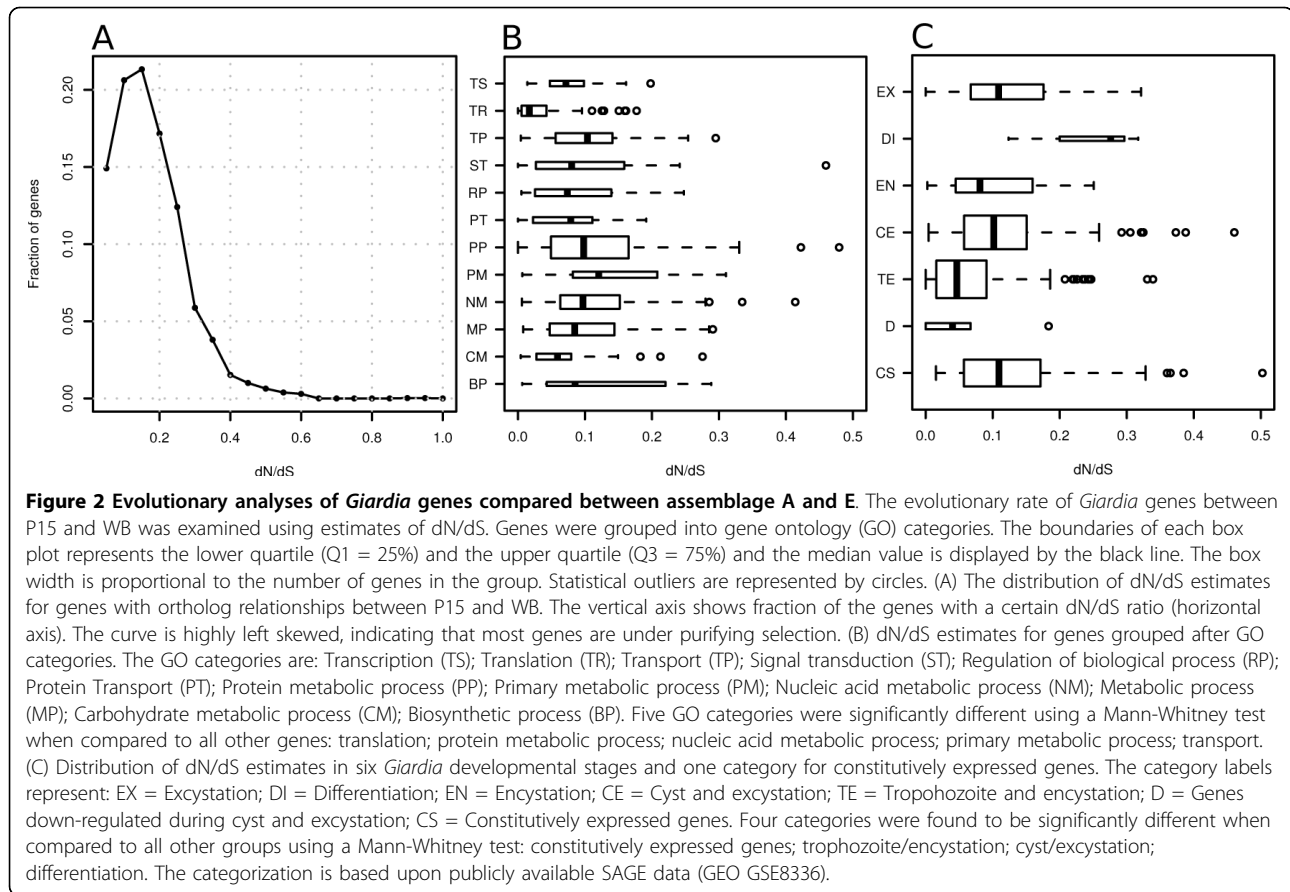 A
Fraction of genes
0.00 0.05 0.10 0.15 0.20
0.2 0.4 0.6 0.8 1.0
dN/dS
B
TS
TR
TP
ST
RP
PT
PP
PM
NM
MP
CM
BP
0.0 0.1 0.2 0.3 0.4 0.5
dN/dS
C
EX
DI
EN
CE
TE
D
CS
0.0 0.1 0.2 0.3 0.4 0.5
dN/dS
Figure 2 Evolutionary analyses of Giardia genes compared between assemblage A and E. The evolutionary rate of Giardia genes between
P15 and WB was examined using estimates of dN/dS. Genes were grouped into gene ontology (GO) categories. The boundaries of each box
plot represents the lower quartile (Q1 = 25%) and the upper quartile (Q3 = 75%) and the median value is displayed by the black line. The box
width is proportional to the number of genes in the group. Statistical outliers are represented by circles. (A) The distribution of dN/dS estimates
for genes with ortholog relationships between P15 and WB. The vertical axis shows fraction of the genes with a certain dN/dS ratio (horizontal
axis). The curve is highly left skewed, indicating that most genes are under purifying selection. (B) dN/dS estimates for genes grouped after GO
categories. The GO categories are: Transcription (TS); Translation (TR); Transport (TP); Signal transduction (ST); Regulation of biological process (RP);
Protein Transport (PT); Protein metabolic process (PP); Primary metabolic process (PM); Nucleic acid metabolic process (NM); Metabolic process
(MP); Carbohydrate metabolic process (CM); Biosynthetic process (BP). Five GO categories were significantly different using a Mann-Whitney test
when compared to all other genes: translation; protein metabolic process; nucleic acid metabolic process; primary metabolic process; transport.
(C) Distribution of dN/dS estimates in six Giardia developmental stages and one category for constitutively expressed genes. The category labels
represent: EX = Excystation; DI = Differentiation; EN = Encystation; CE = Cyst and excystation; TE = Tropohozoite and encystation; D = Genes
down-regulated during cyst and excystation; CS = Constitutively expressed genes. Four categories were found to be significantly different when
compared to all other groups using a Mann-Whitney test: constitutively expressed genes; trophozoite/encystation; cyst/excystation;
differentiation. The categorization is based upon publicly available SAGE data (GEO GSE8336).